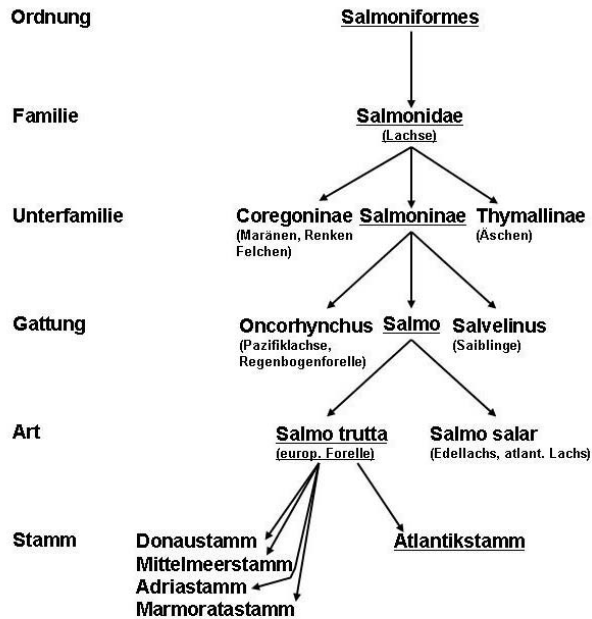 Ordnung Salmoniformes
Familie Salmonidae
(Lachse)
Unterfamilie Coregoninae Salmoninae Thymallinae
(Maränen, Renken (Äschen)
Felchen)
Gattung Oncorhynchus Salmo Salvelinus
(Pazifiklachse, (Saiblinge)
Regenbogenforelle)
Art Salmo trutta Salmo salar
(europ. Forelle) (Edellachs, atlant. Lachs)
Stamm Donaustamm Atlantikstamm
Mittelmeerstamm
Adriastamm
Marmoratastamm